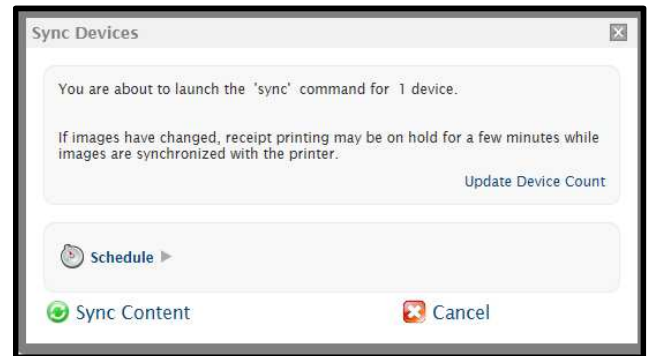 Sync Devices
You are about to launch the 'sync' command for 1 device.
If images have changed, receipt printing may be on hold for a few minutes while
images are synchronized with the printer.
Update Device Count
Schedule
Sync Content
Cancel